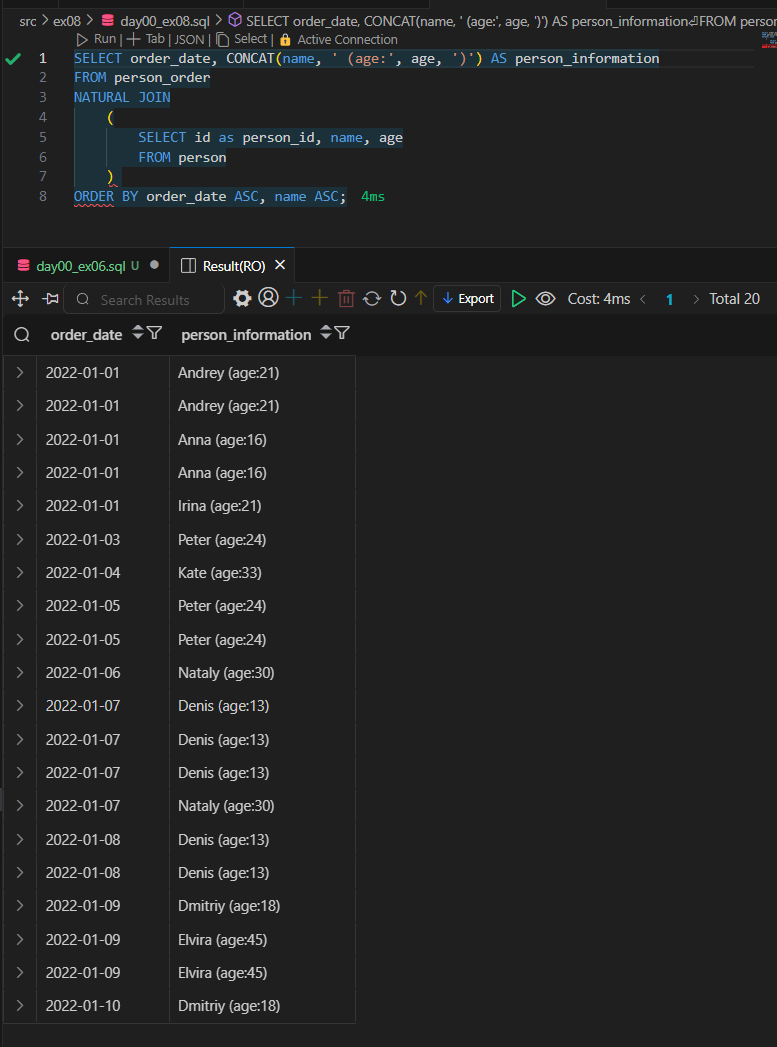 src > ex08 > day00_ex08.sql > SELECT order_date, CONCAT(name, ' (age:', age, ')') AS person_information↵FROM person
Run | + Tab | JSON | Select | Active Connection
1 SELECT order_date, CONCAT(name, ' (age:', age, ')') AS person_information
2 FROM person_order
3 NATURAL JOIN
4 (
5 SELECT id as person_id, name, age
6 FROM person
7 )
8 ORDER BY order_date ASC, name ASC; 4ms
day00_ex06.sql U ● Result(RO) ×
Search Results Export Cost: 4ms < 1 > Total 20
order_date person_information
2022-01-01 Andrey (age:21)
2022-01-01 Andrey (age:21)
2022-01-01 Anna (age:16)
2022-01-01 Anna (age:16)
2022-01-01 Irina (age:21)
2022-01-03 Peter (age:24)
2022-01-04 Kate (age:33)
2022-01-05 Peter (age:24)
2022-01-05 Peter (age:24)
2022-01-06 Nataly (age:30)
2022-01-07 Denis (age:13)
2022-01-07 Denis (age:13)
2022-01-07 Denis (age:13)
2022-01-07 Nataly (age:30)
2022-01-08 Denis (age:13)
2022-01-08 Denis (age:13)
2022-01-09 Dmitriy (age:18)
2022-01-09 Elvira (age:45)
2022-01-09 Elvira (age:45)
2022-01-10 Dmitriy (age:18)